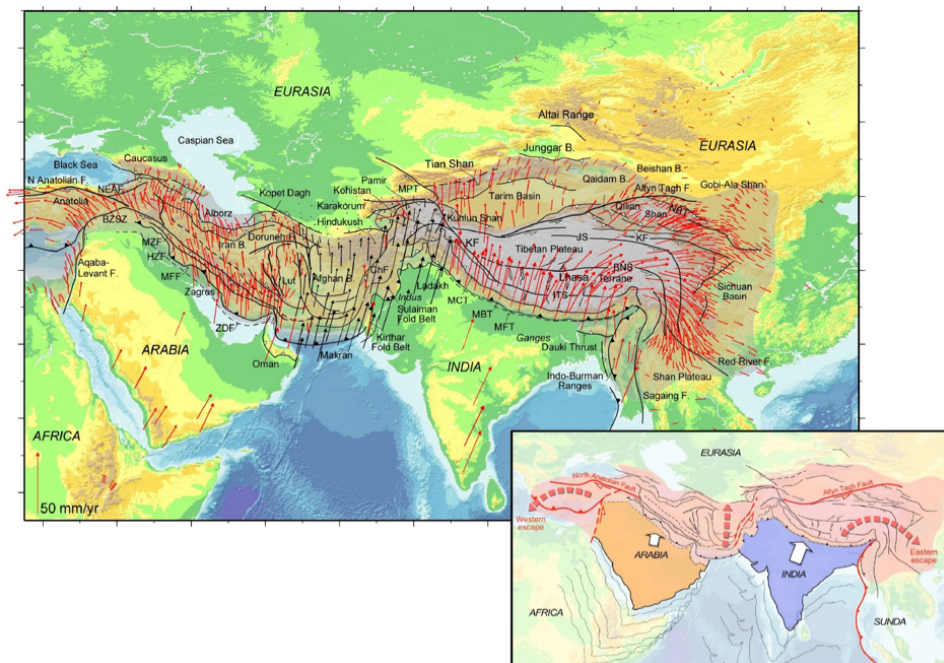 EURASIA
Altai Range
Caspian Sea
Junggar B.
EURASIA
Black Sea
Caucasus
Tian Shan
Beishan B.
Pamir
MPT
Qaidam B.
Altyn Tagh F.
Gobi-Ala Shan
N Anatolian F.
NEAF
Kopet Dagh
Kohistan
Tarim Basin
Qilian
Shan
NBT
Anatolia
Karakorum
Alborz
Hindukush
Kunlun Shan
BZSZ
Doruneh F.
JS
KF
MZF
Iran B.
KF
Tibetan Plateau
HZF
BNS
Aqaba-
Levant F.
MFF
Lut
Afghan B.
ChF
Lhasa
Terrane
Zagros
Ladakh
ITS
Sichuan
Basin
Indus
MCT
Sulaiman
Fold Belt
MBT
ZDF
MFT
Ganges
Kirthar
Fold Belt
Makran
Dauki Thrust
ARABIA
Oman
INDIA
Red River F.
Indo-Burman
Ranges
Shan Plateau
Sagaing F.
AFRICA
50 mm/yr
EURASIA
North Anatolian Fault
Altyn Tagh Fault
Western
escape
ARABIA
INDIA
Eastern
escape
AFRICA
SUNDA